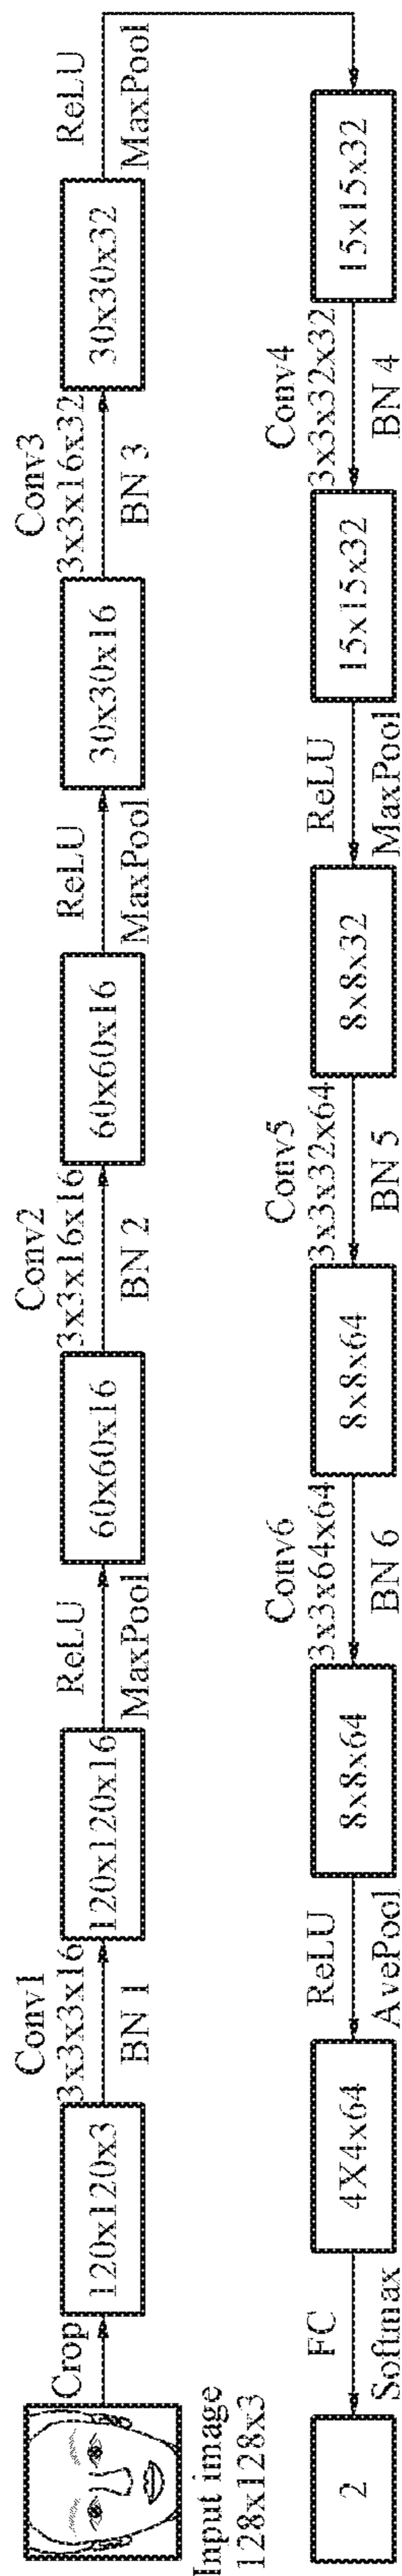 Input image
128x128x3
Crop
120x120x3
Conv1
3x3x3x16
BN 1
120x120x16
ReLU
MaxPool
60x60x16
Conv2
3x3x16x16
BN 2
60x60x16
ReLU
MaxPool
30x30x16
Conv3
3x3x16x32
BN 3
30x30x32
ReLU
MaxPool
15x15x32
Conv4
3x3x32x32
BN 4
15x15x32
ReLU
MaxPool
8x8x32
Conv5
3x3x32x64
BN 5
8x8x64
Conv6
3x3x64x64
BN 6
8x8x64
ReLU
AvePool
4X4x64
FC
Softmax
2